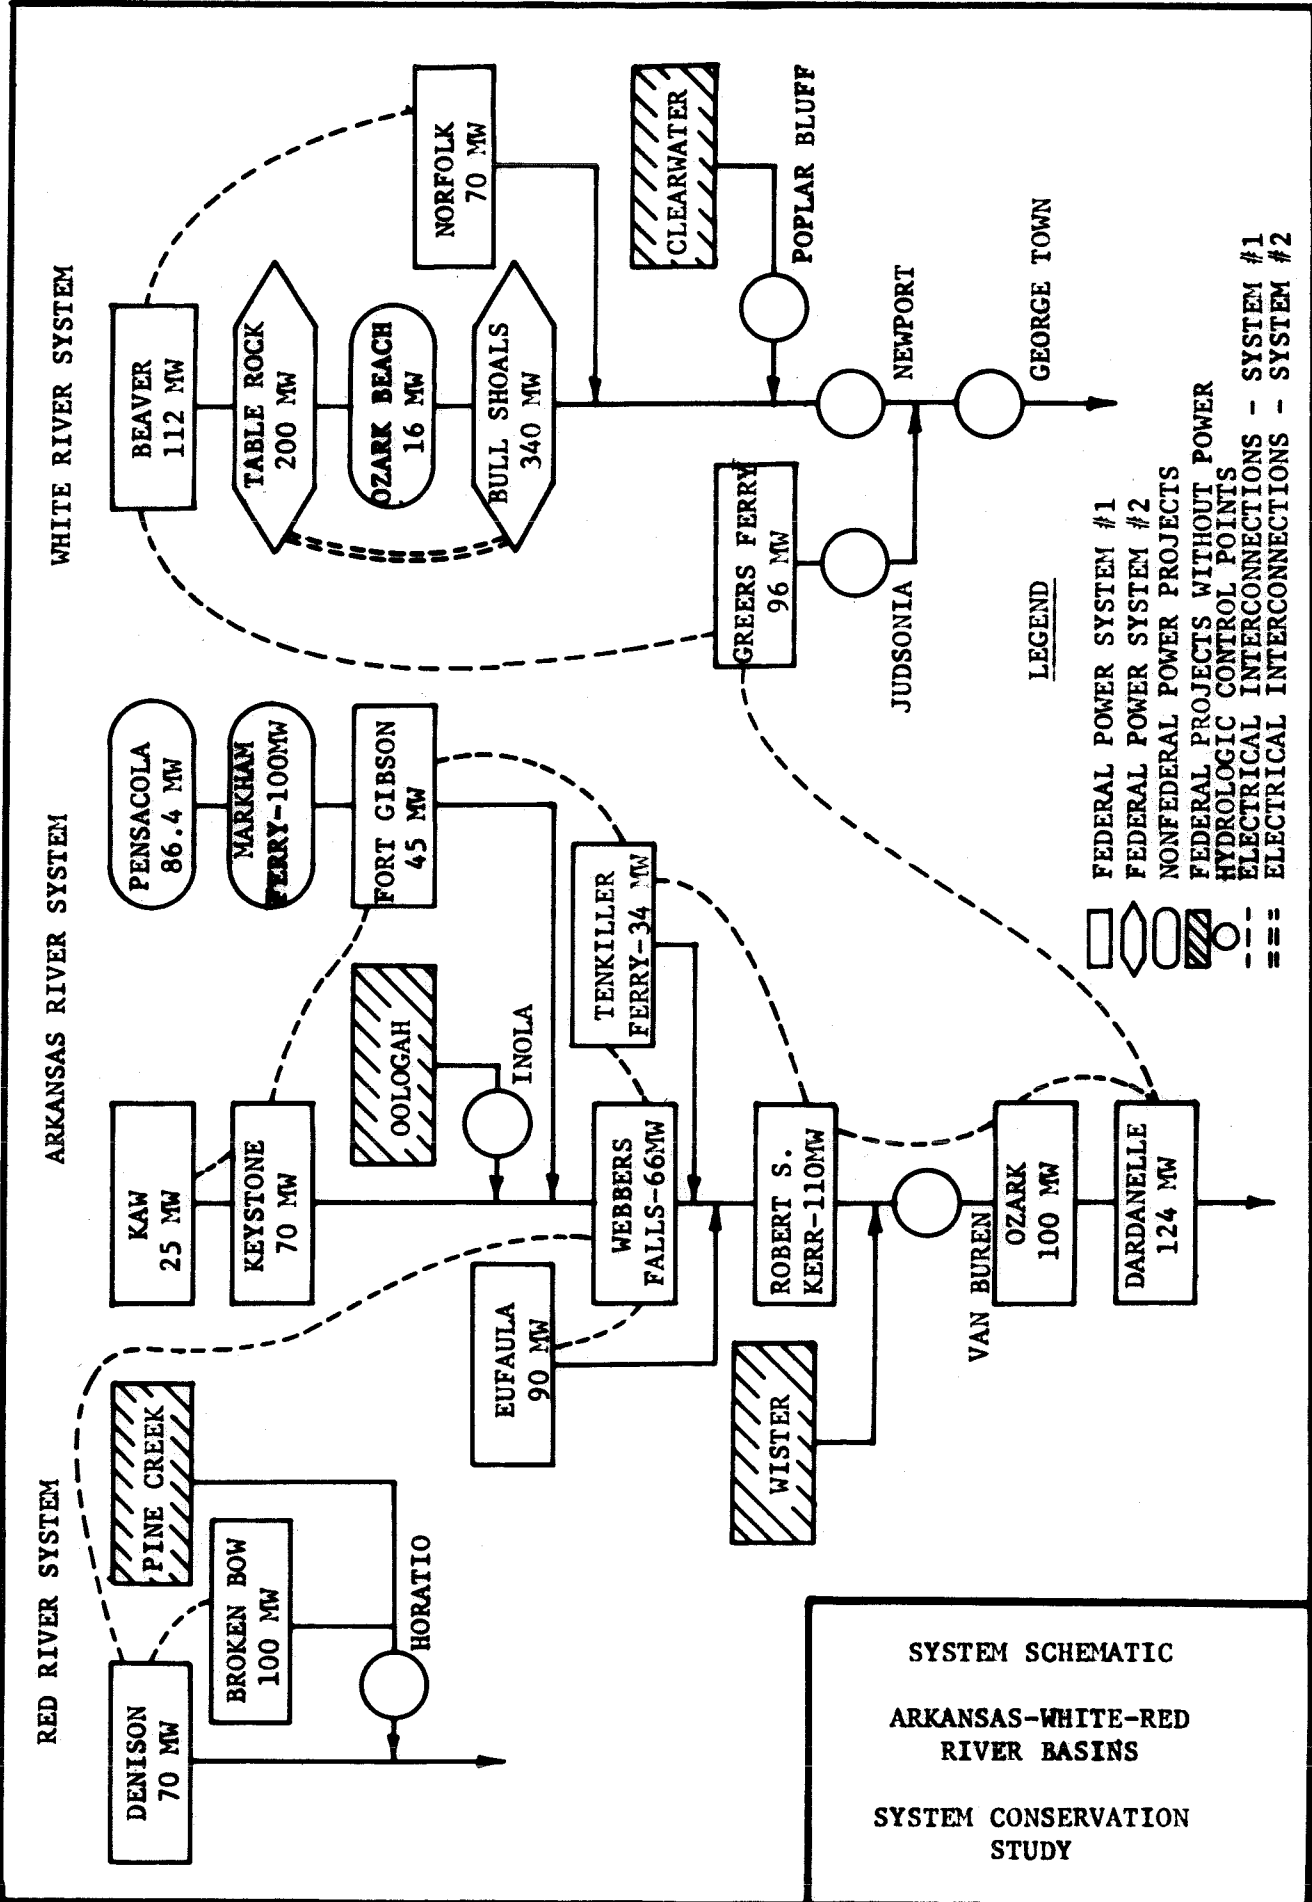 RED RIVER SYSTEM
DENISON
70 MW
BROKEN BOW
100 MW
PINE CREEK
HORATIO
ARKANSAS RIVER SYSTEM
KAW
25 MW
KEYSTONE
70 MW
OOLOGAH
INOLA
PENSACOLA
86.4 MW
MARKHAM
FERRY-100MW
FORT GIBSON
45 MW
EUFAULA
90 MW
WEBBERS
FALLS-66MW
TENKILLER
FERRY-34 MW
WISTER
ROBERT S.
KERR-110MW
VAN BUREN
OZARK
100 MW
DARDANELLE
124 MW
WHITE RIVER SYSTEM
BEAVER
112 MW
TABLE ROCK
200 MW
OZARK BEACH
16 MW
BULL SHOALS
340 MW
NORFOLK
70 MW
CLEARWATER
POPLAR BLUFF
GREERS FERRY
96 MW
JUDSONIA
NEWPORT
GEORGE TOWN
LEGEND
FEDERAL POWER SYSTEM #1
FEDERAL POWER SYSTEM #2
NONFEDERAL POWER PROJECTS
FEDERAL PROJECTS WITHOUT POWER
HYDROLOGIC CONTROL POINTS
ELECTRICAL INTERCONNECTIONS - SYSTEM #1
ELECTRICAL INTERCONNECTIONS - SYSTEM #2
SYSTEM SCHEMATIC
ARKANSAS-WHITE-RED
RIVER BASINS
SYSTEM CONSERVATION
STUDY